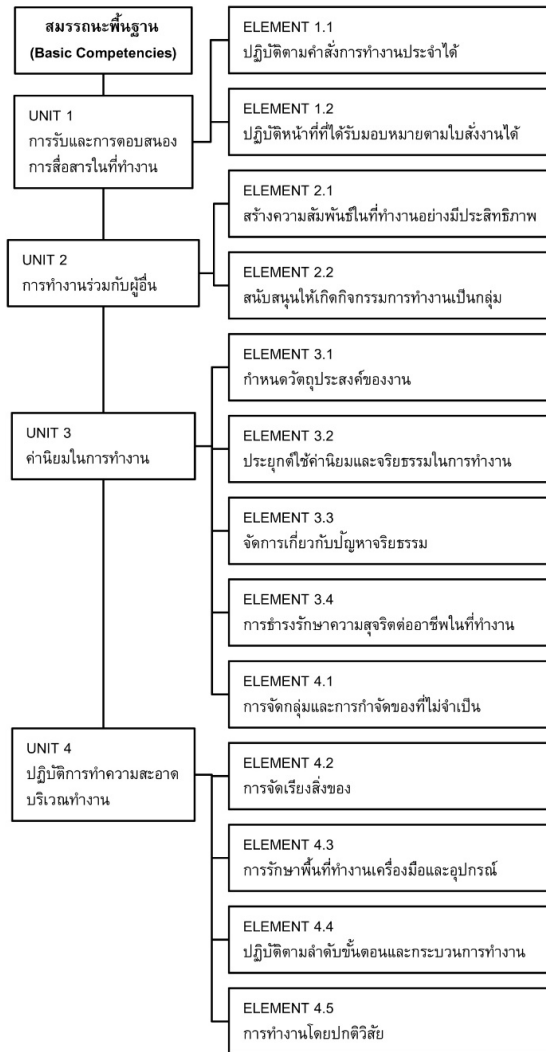 สมรรถนะพื้นฐาน
(Basic Competencies)
UNIT 1
การรับและการตอบสนอง
การสื่อสารในที่ทำงาน
ELEMENT 1.1
ปฏิบัติตามคำสั่งการทำงานประจำได้
ELEMENT 1.2
ปฏิบัติหน้าที่ที่ได้รับมอบหมายตามใบสั่งงานได้
UNIT 2
การทำงานร่วมกับผู้อื่น
ELEMENT 2.1
สร้างความสัมพันธ์ในที่ทำงานอย่างมีประสิทธิภาพ
ELEMENT 2.2
สนับสนุนให้เกิดกิจกรรมการทำงานเป็นกลุ่ม
UNIT 3
ค่านิยมในการทำงาน
ELEMENT 3.1
กำหนดวัตถุประสงค์ของงาน
ELEMENT 3.2
ประยุกต์ใช้ค่านิยมและจริยธรรมในการทำงาน
ELEMENT 3.3
จัดการเกี่ยวกับปัญหาจริยธรรม
ELEMENT 3.4
การธำรงรักษาความสุจริตต่ออาชีพในที่ทำงาน
UNIT 4
ปฏิบัติการทำความสะอาด
บริเวณทำงาน
ELEMENT 4.1
การจัดกลุ่มและการกำจัดของที่ไม่จำเป็น
ELEMENT 4.2
การจัดเรียงสิ่งของ
ELEMENT 4.3
การรักษาพื้นที่ทำงานเครื่องมือและอุปกรณ์
ELEMENT 4.4
ปฏิบัติตามลำดับขั้นตอนและกระบวนการทำงาน
ELEMENT 4.5
การทำงานโดยปกติวิสัย